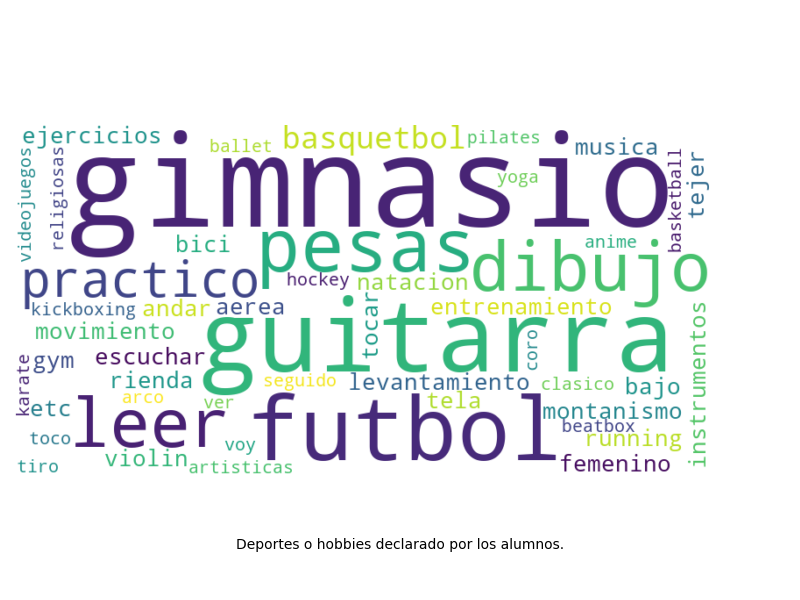 ejercicios
ballet
basquetbol
pilates
musica
gimnasio
videojuegos
religiosas
yoga
basketball
tejer
bici
pesas
anime
practico
hockey
natacion
dibujo
kickboxing
andar
aerea
tocar
entrenamiento
movimiento
guitarra
coro
instrumentos
karate
gym
escuchar
rienda
seguido
levantamiento
clasico
bajo
etc
leer
arco
ver
futbol
tela
montanismo
toco
voy
beatbox
running
tiro
violin
artisticas
femenino
Deportes o hobbies declarado por los alumnos.